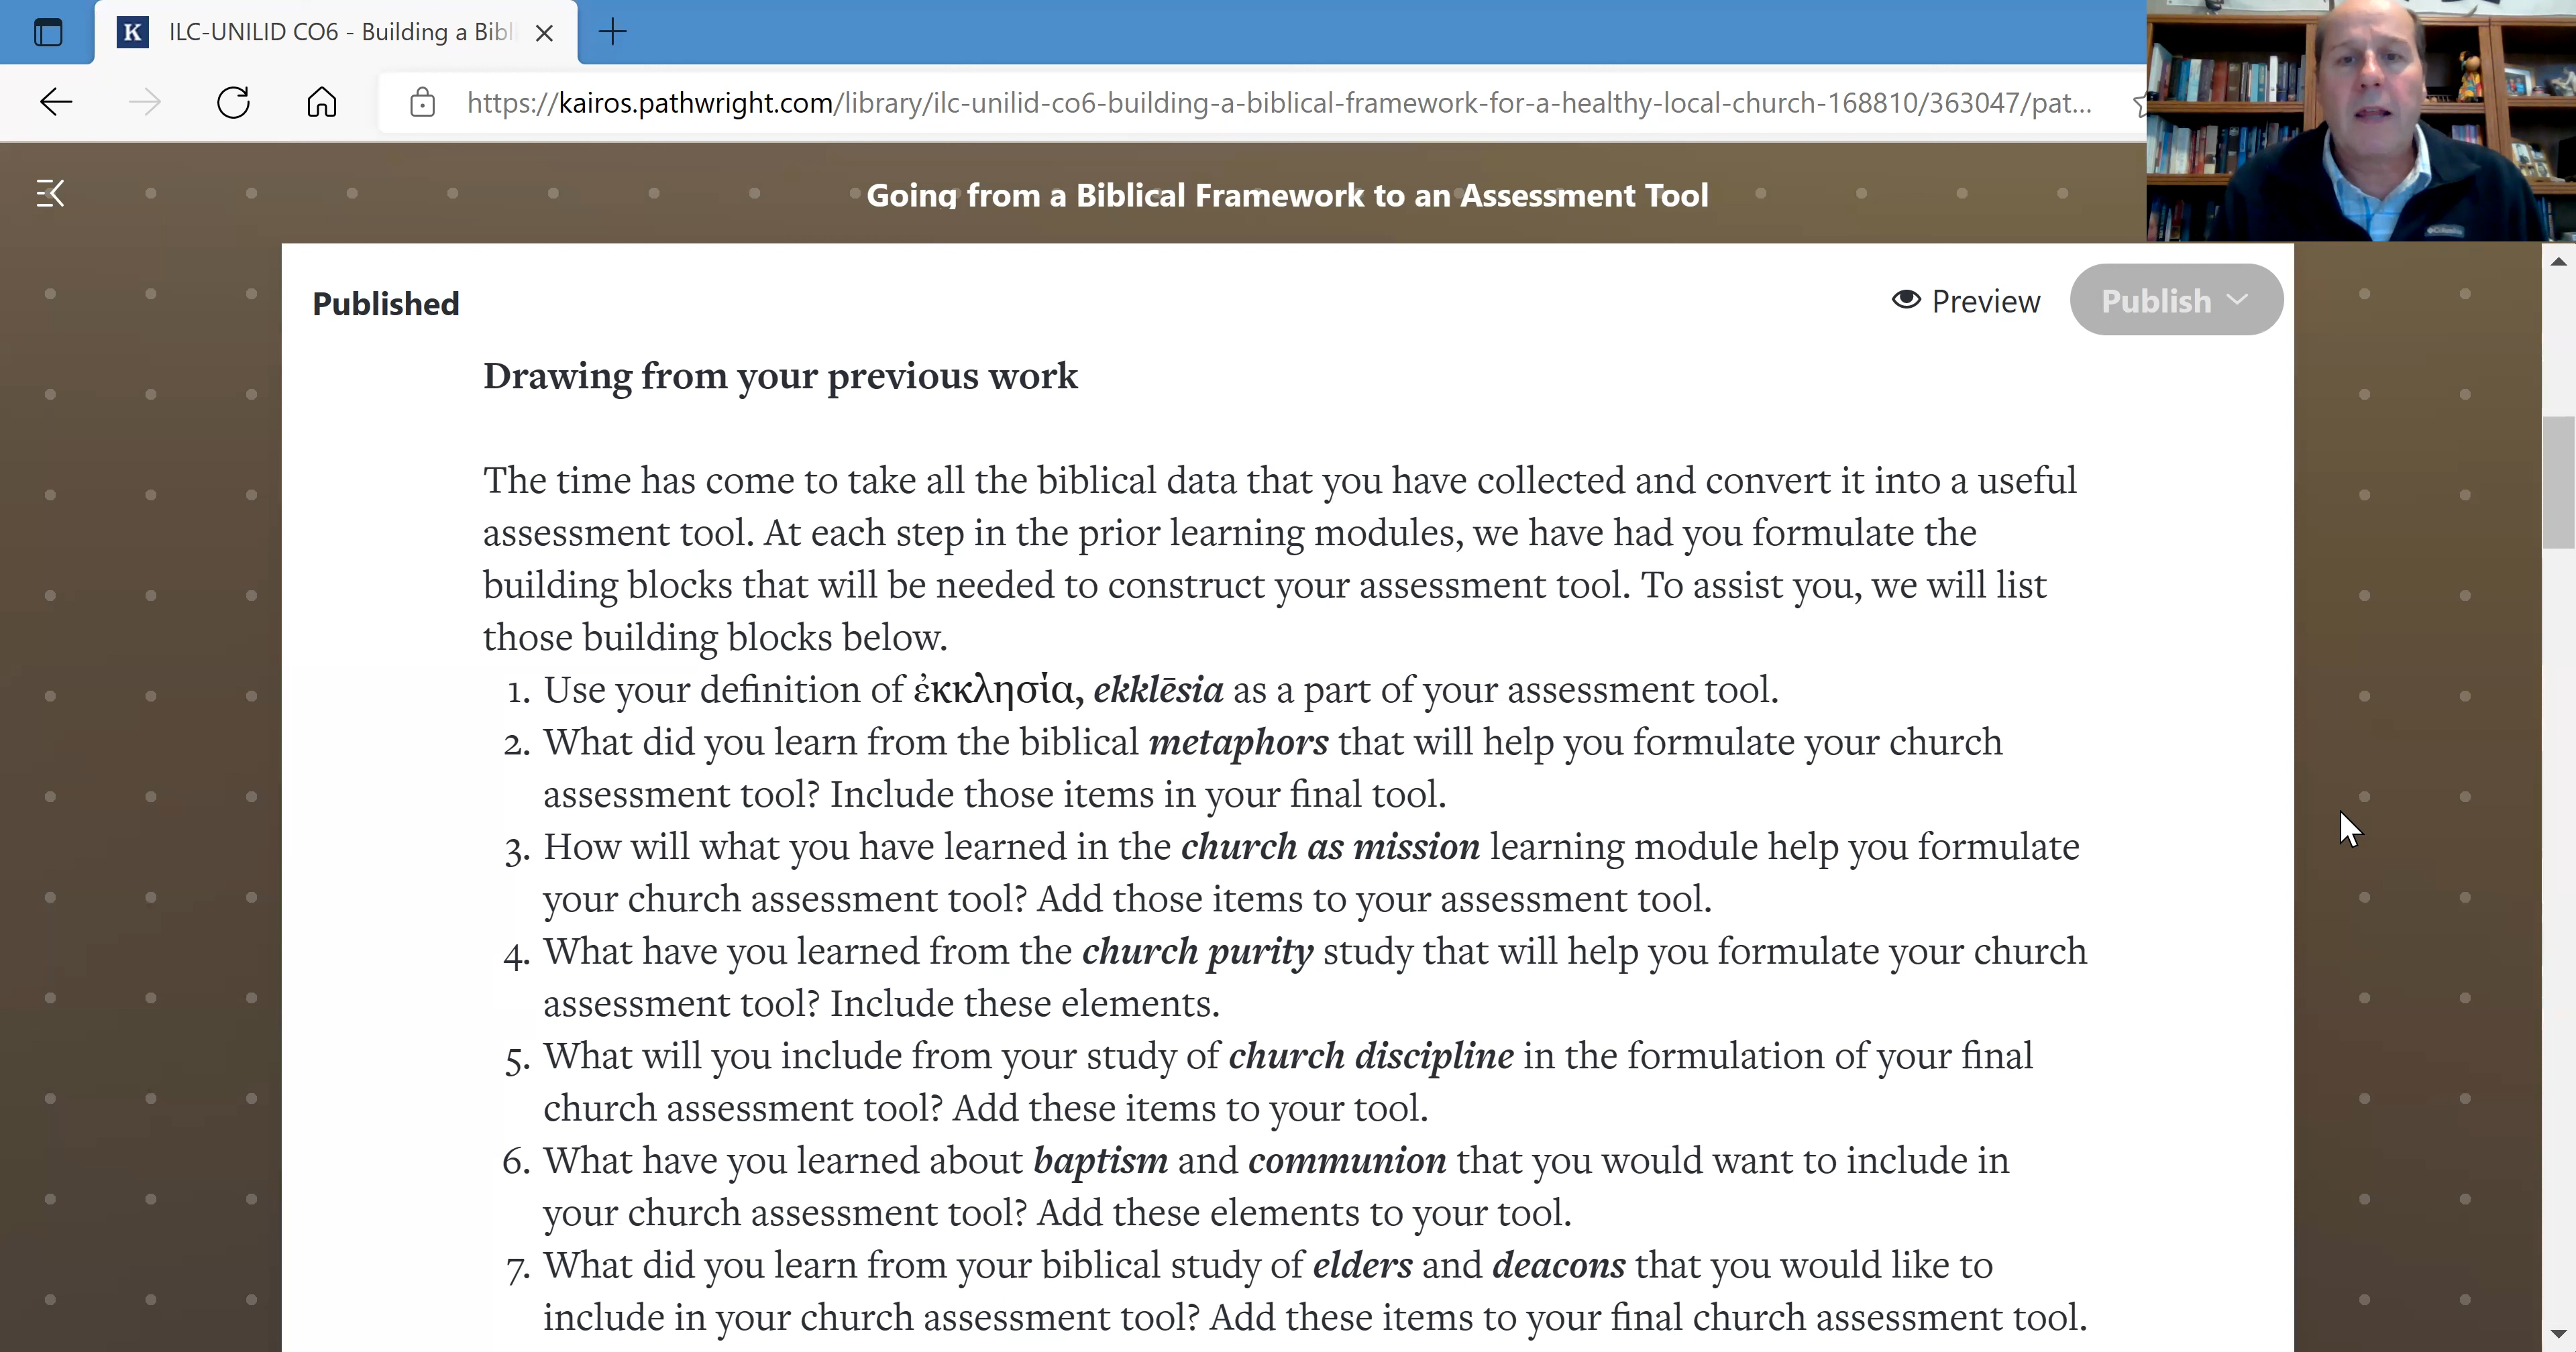 K ILC-UNILID CO6 - Building a Bibl
https://kairos.pathwright.com/library/ilc-unilid-co6-building-a-biblical-framework-for-a-healthy-local-church-168810/363047/pat...
Going from a Biblical Framework to an Assessment Tool
Published
Preview
Publish
Drawing from your previous work
The time has come to take all the biblical data that you have collected and convert it into a useful
assessment tool. At each step in the prior learning modules, we have had you formulate the
building blocks that will be needed to construct your assessment tool. To assist you, we will list
those building blocks below.
1. Use your definition of ἐκκλησίἀ, ekklēsia as a part of your assessment tool.
2. What did you learn from the biblical metaphors that will help you formulate your church
assessment tool? Include those items in your final tool.
3. How will what you have learned in the church as mission learning module help you formulate
your church assessment tool? Add those items to your assessment tool.
4. What have you learned from the church purity study that will help you formulate your church
assessment tool? Include these elements.
5. What will you include from your study of church discipline in the formulation of your final
church assessment tool? Add these items to your tool.
6. What have you learned about baptism and communion that you would want to include in
your church assessment tool? Add these elements to your tool.
7. What did you learn from your biblical study of elders and deacons that you would like to
include in your church assessment tool? Add these items to your final church assessment tool.